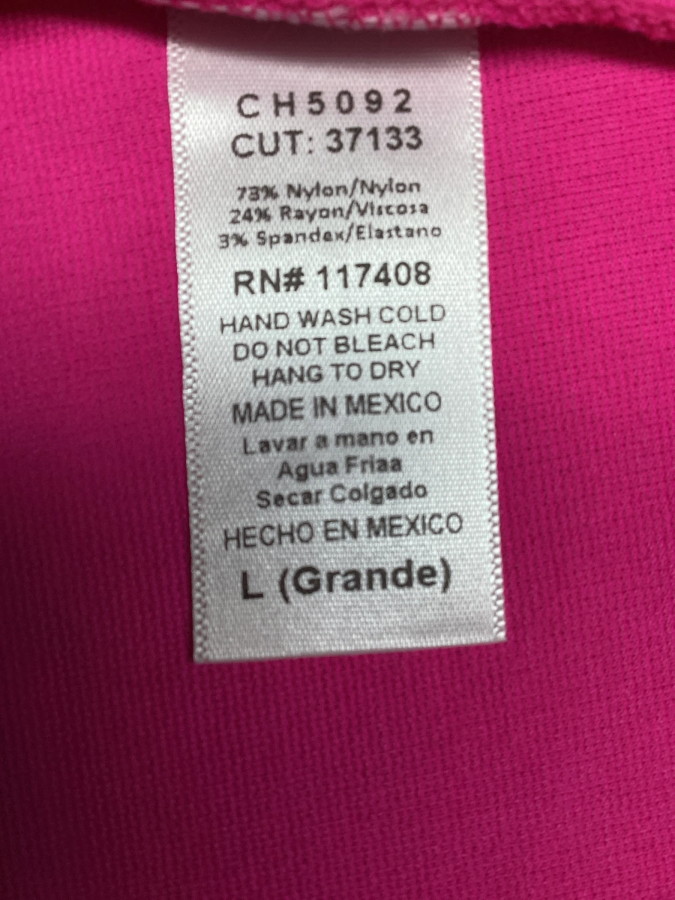 CH5092
CUT: 37133
73% Nylon/Nylon
24% Rayon/Viscosa
3% Spandex/Elastano
RN# 117408
HAND WASH COLD
DO NOT BLEACH
HANG TO DRY
MADE IN MEXICO
Lavar a mano en
Agua Friaa
Secar Colgado
HECHO EN MEXICO
L (Grande)